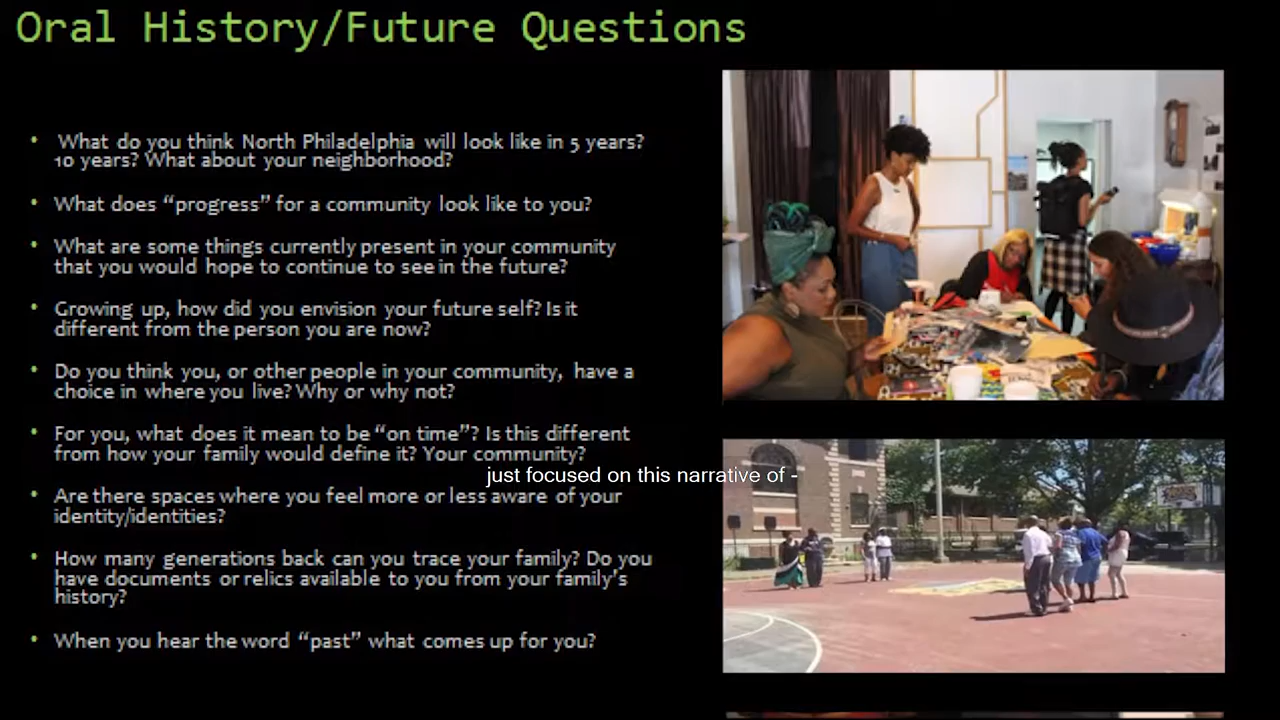 Oral History/Future Questions
• What do you think North Philadelphia will look like in 5 years?
10 years? What about your neighborhood?
• What does “progress” for a community look like to you?
• What are some things currently present in your community
that you would hope to continue to see in the future?
• Growing up, how did you envision your future self? Is it
different from the person you are now?
• Do you think you, or other people in your community, have a
choice in where you live? Why or why not?
• For you, what does it mean to be “on time”? Is this different
from how your family would define it? Your community?
just focused on this narrative of -
• Are there spaces where you feel more or less aware of your
identity/identities?
• How many generations back can you trace your family? Do you
have documents or relics available to you from your family's
history?
• When you hear the word “past” what comes up for you?